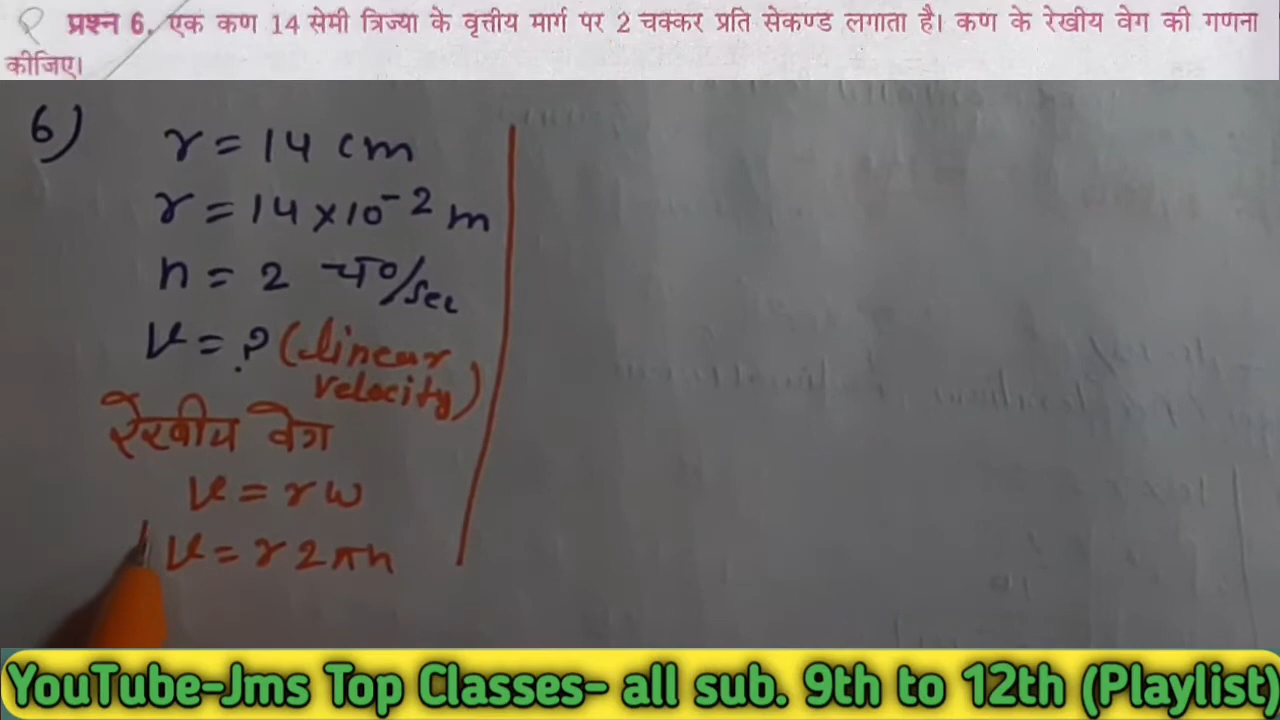 प्रश्न 6. एक कण 14 सेमी त्रिज्या के वृत्तीय मार्ग पर 2 चक्कर प्रति सेकण्ड लगाता है। कण के रेखीय वेग की गणना
कीजिए।
6)
r = 14 cm
r = 14 × 10⁻² m
n = 2 च०/sec
v = ? (linear
velocity)
रेखीय वेग
v = rω
v = r 2πn
YouTube-Jms Top Classes- all sub. 9th to 12th (Playlist)